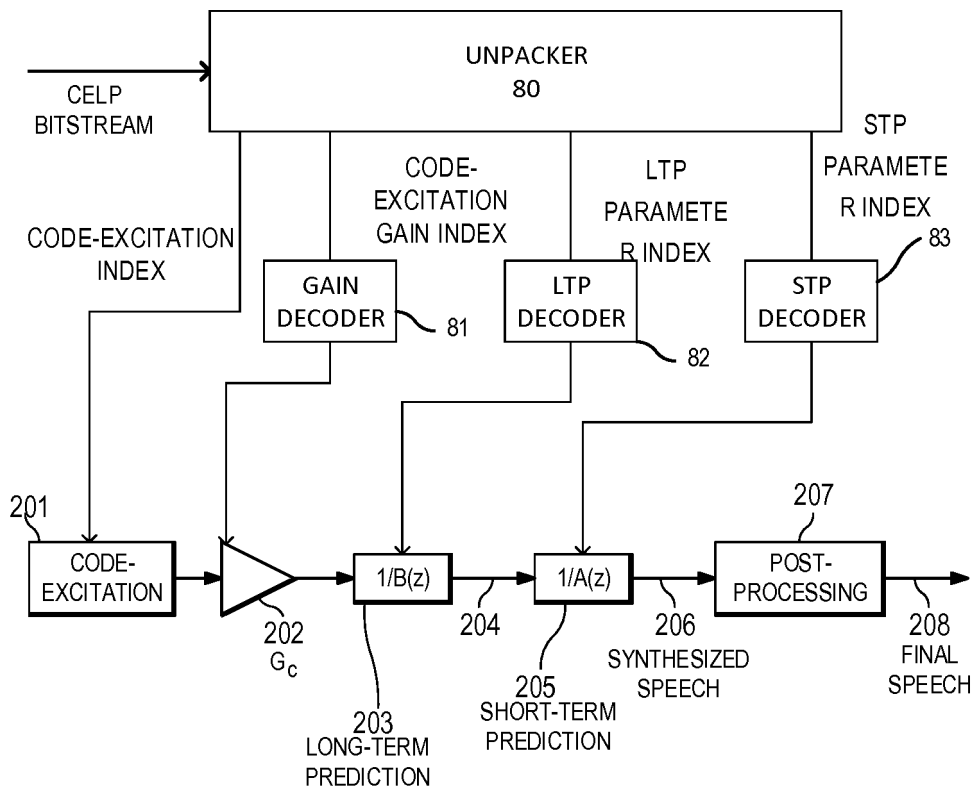 UNPACKER
80
CELP
BITSTREAM
STP
PARAMETE
R INDEX
CODE-
EXCITATION
GAIN INDEX
LTP
PARAMETE
R INDEX
CODE-EXCITATION
INDEX
83
GAIN
DECODER
81
LTP
DECODER
82
STP
DECODER
201
CODE-
EXCITATION
202
Gc
1/B(z)
203
LONG-TERM
PREDICTION
204
1/A(z)
205
SHORT-TERM
PREDICTION
206
SYNTHESIZED
SPEECH
207
POST-
PROCESSING
208
FINAL
SPEECH